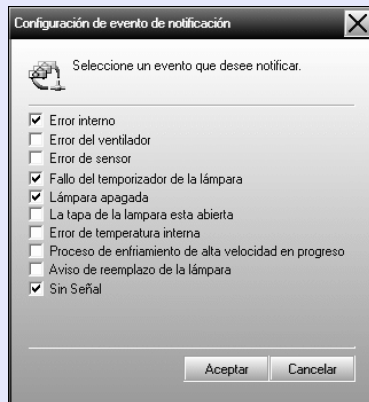 Configuración de evento de notificación
Seleccione un evento que desee notificar.
Error interno
Error del ventilador
Error de sensor
Fallo del temporizador de la lámpara
Lámpara apagada
La tapa de la lampara esta abierta
Error de temperatura interna
Proceso de enfriamiento de alta velocidad en progreso
Aviso de reemplazo de la lámpara
Sin Señal
Aceptar
Cancelar